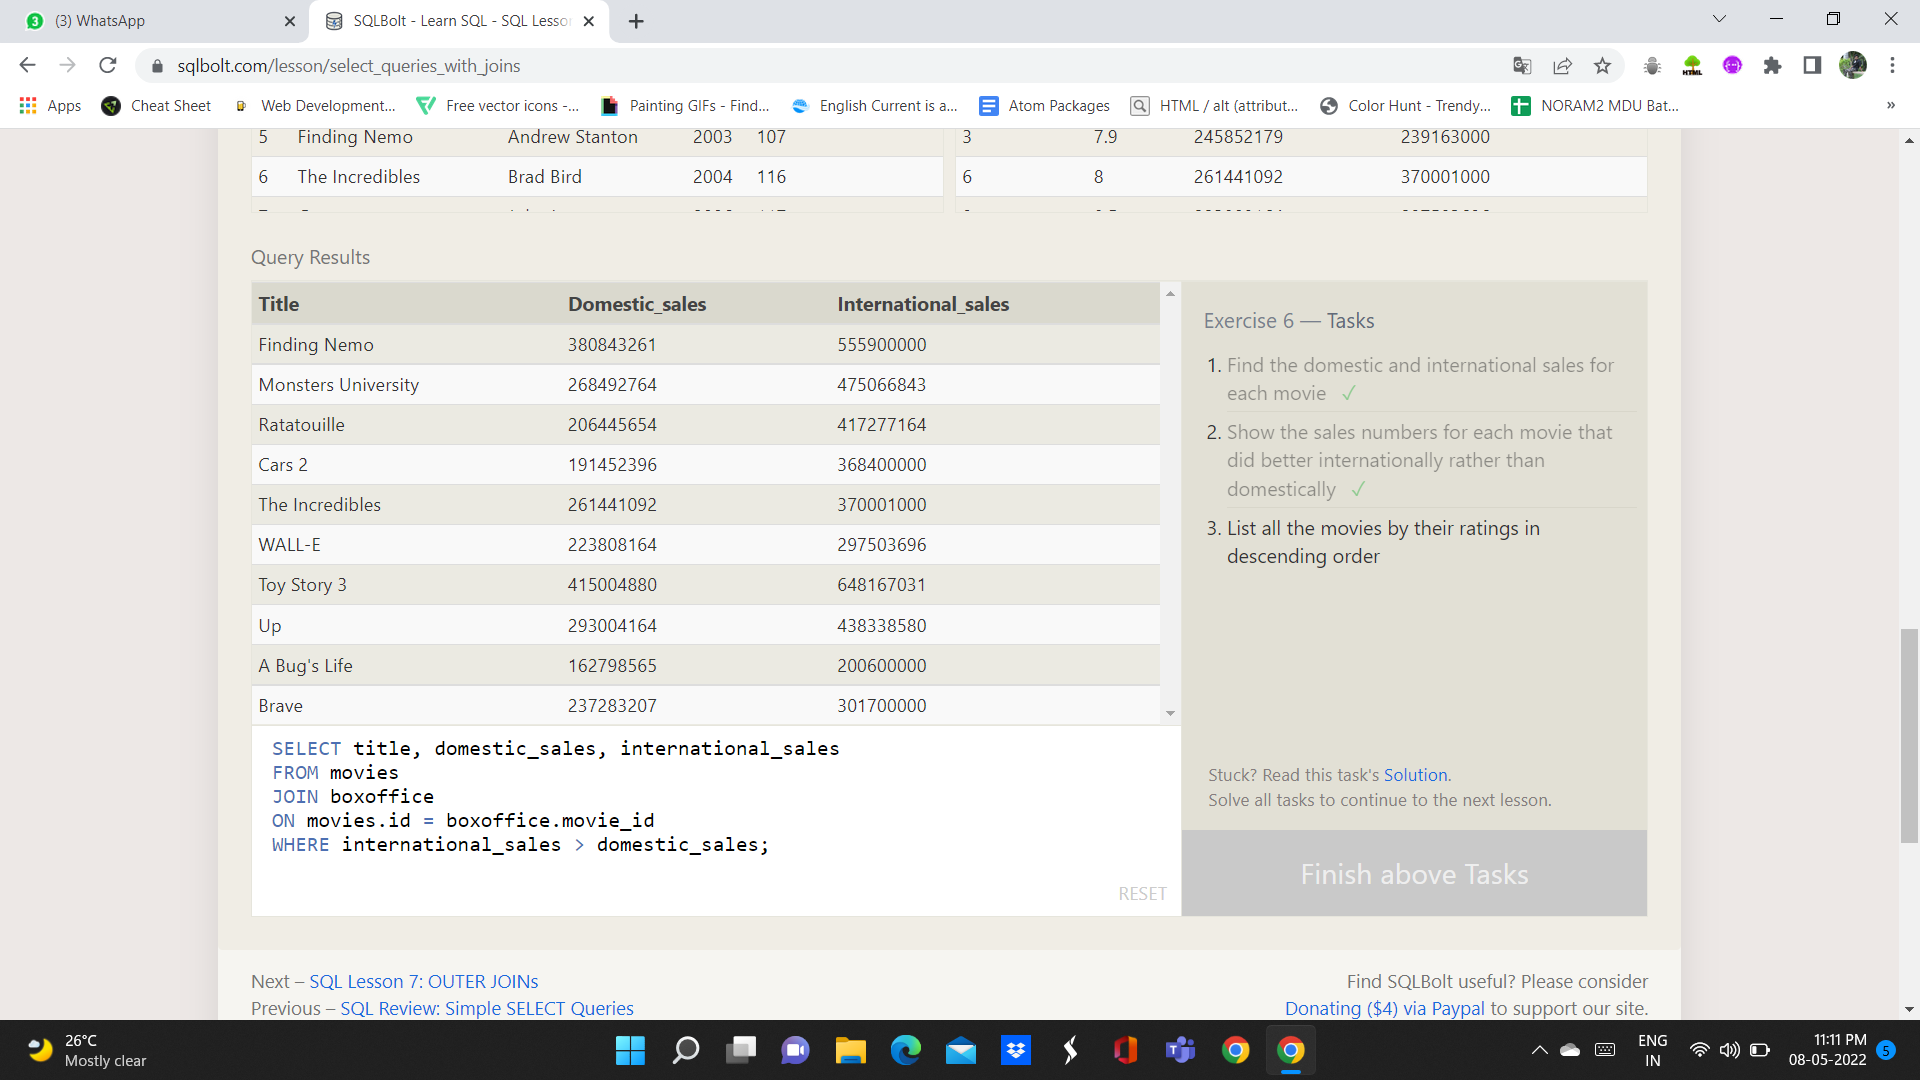 (3) WhatsApp
SQLBolt - Learn SQL - SQL Lesson
sqlbolt.com/lesson/select_queries_with_joins
Apps Cheat Sheet Web Development... Free vector icons -... Painting GIFs - Find... English Current is a... Atom Packages HTML / alt (attribut... Color Hunt - Trendy... NORAM2 MDU Bat... »
5 Finding Nemo Andrew Stanton 2003 107 3 7.9 245852179 239163000
6 The Incredibles Brad Bird 2004 116 6 8 261441092 370001000
Query Results
Title Domestic_sales International_sales
Finding Nemo 380843261 555900000
Monsters University 268492764 475066843
Ratatouille 206445654 417277164
Cars 2 191452396 368400000
The Incredibles 261441092 370001000
WALL-E 223808164 297503696
Toy Story 3 415004880 648167031
Up 293004164 438338580
A Bug's Life 162798565 200600000
Brave 237283207 301700000
SELECT title, domestic_sales, international_sales
FROM movies
JOIN boxoffice
ON movies.id = boxoffice.movie_id
WHERE international_sales > domestic_sales;
RESET
Exercise 6 — Tasks
1. Find the domestic and international sales for
each movie ✓
2. Show the sales numbers for each movie that
did better internationally rather than
domestically ✓
3. List all the movies by their ratings in
descending order
Stuck? Read this task's Solution.
Solve all tasks to continue to the next lesson.
Finish above Tasks
Next – SQL Lesson 7: OUTER JOINs
Previous – SQL Review: Simple SELECT Queries
Find SQLBolt useful? Please consider
Donating ($4) via Paypal to support our site.
26°C
Mostly clear
ENG
IN
11:11 PM
08-05-2022
5